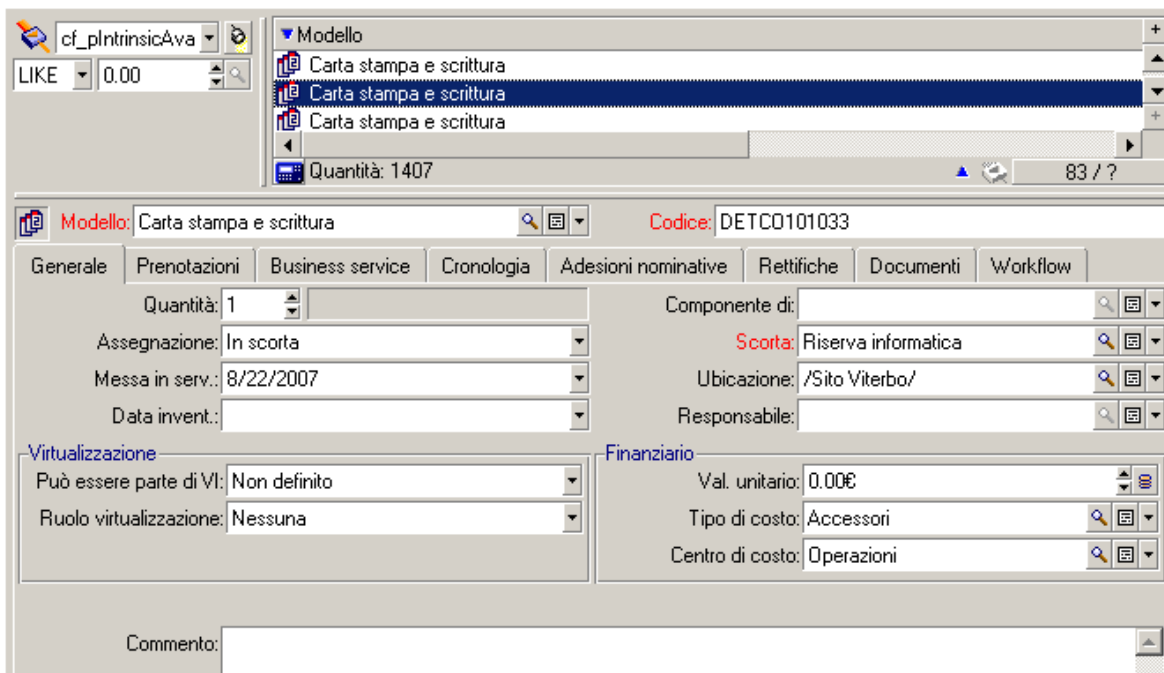 cf_pIntrinsicAva
LIKE 0.00
Modello
Carta stampa e scrittura
Carta stampa e scrittura
Carta stampa e scrittura
Quantità: 1407 83 / ?
Modello: Carta stampa e scrittura Codice: DETCO101033
Generale Prenotazioni Business service Cronologia Adesioni nominative Rettifiche Documenti Workflow
Quantità: 1 Componente di:
Assegnazione: In scorta Scorta: Riserva informatica
Messa in serv.: 8/22/2007 Ubicazione: /Sito Viterbo/
Data invent.: Responsabile:
Virtualizzazione Finanziario
Può essere parte di VI: Non definito Val. unitario: 0.00€
Ruolo virtualizzazione: Nessuna Tipo di costo: Accessori
Centro di costo: Operazioni
Commento: